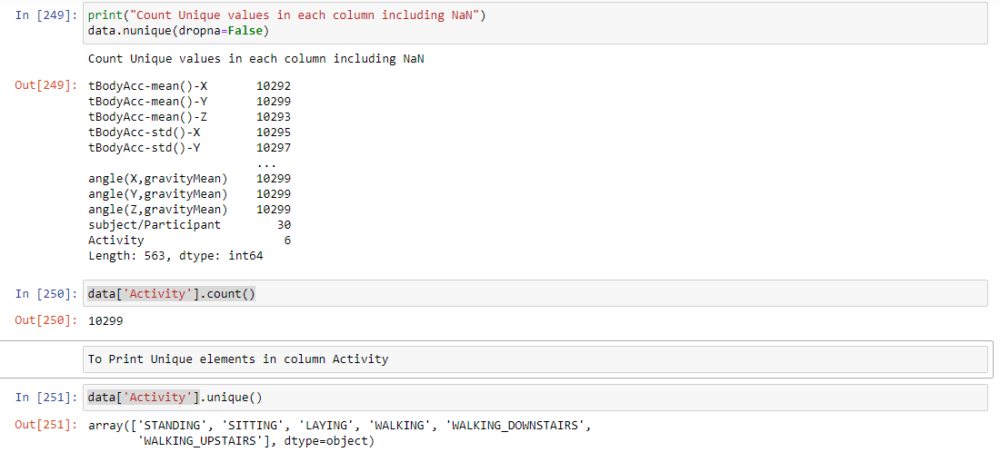 In [249]: print("Count Unique values in each column including NaN")
data.nunique(dropna=False)
Count Unique values in each column including NaN
Out[249]: tBodyAcc-mean()-X 10292
tBodyAcc-mean()-Y 10299
tBodyAcc-mean()-Z 10293
tBodyAcc-std()-X 10295
tBodyAcc-std()-Y 10297
...
angle(X,gravityMean) 10299
angle(Y,gravityMean) 10299
angle(Z,gravityMean) 10299
subject/Participant 30
Activity 6
Length: 563, dtype: int64
In [250]: data['Activity'].count()
Out[250]: 10299
To Print Unique elements in column Activity
In [251]: data['Activity'].unique()
Out[251]: array(['STANDING', 'SITTING', 'LAYING', 'WALKING', 'WALKING_DOWNSTAIRS',
'WALKING_UPSTAIRS'], dtype=object)